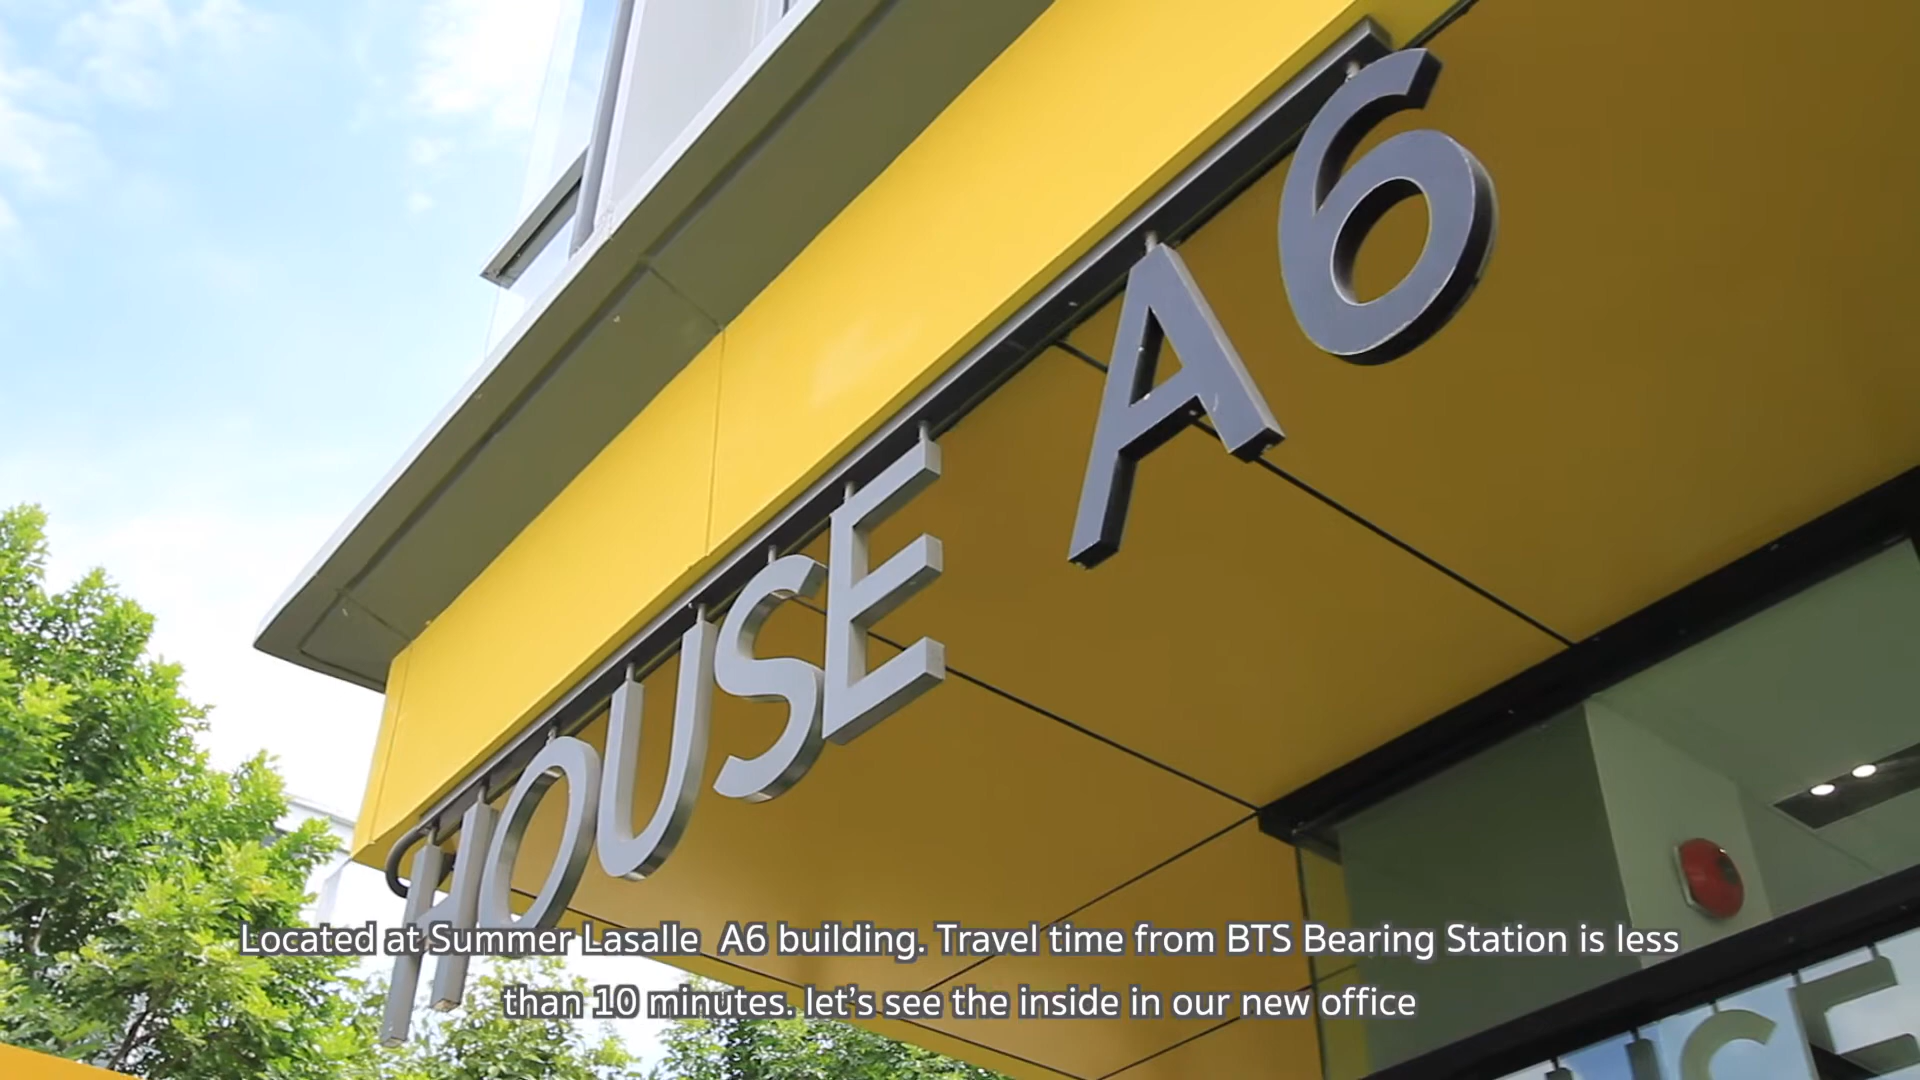 HOUSE A6
Located at Summer Lasalle  A6 building. Travel time from BTS Bearing Station is less
than 10 minutes. let's see the inside in our new office